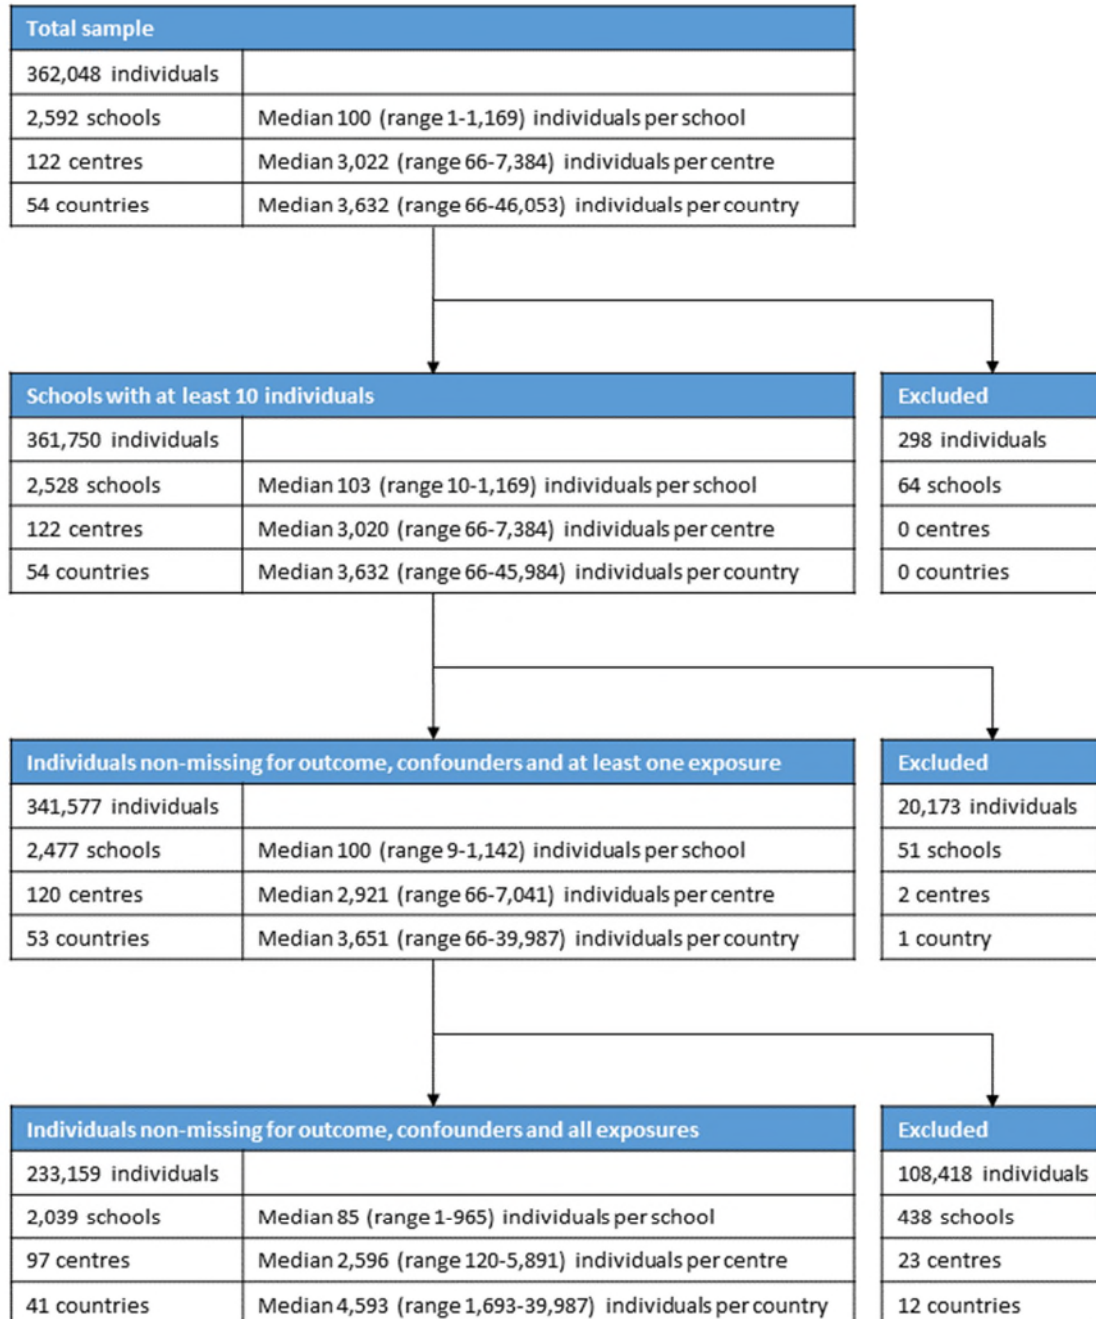 Total sample
362,048 individuals
2,592 schools Median 100 (range 1-1,169) individuals per school
122 centres Median 3,022 (range 66-7,384) individuals per centre
54 countries Median 3,632 (range 66-46,053) individuals per country
Schools with at least 10 individuals
361,750 individuals
2,528 schools Median 103 (range 10-1,169) individuals per school
122 centres Median 3,020 (range 66-7,384) individuals per centre
54 countries Median 3,632 (range 66-45,984) individuals per country
Excluded
298 individuals
64 schools
0 centres
0 countries
Individuals non-missing for outcome, confounders and at least one exposure
341,577 individuals
2,477 schools Median 100 (range 9-1,142) individuals per school
120 centres Median 2,921 (range 66-7,041) individuals per centre
53 countries Median 3,651 (range 66-39,987) individuals per country
Excluded
20,173 individuals
51 schools
2 centres
1 country
Individuals non-missing for outcome, confounders and all exposures
233,159 individuals
2,039 schools Median 85 (range 1-965) individuals per school
97 centres Median 2,596 (range 120-5,891) individuals per centre
41 countries Median 4,593 (range 1,693-39,987) individuals per country
Excluded
108,418 individuals
438 schools
23 centres
12 countries